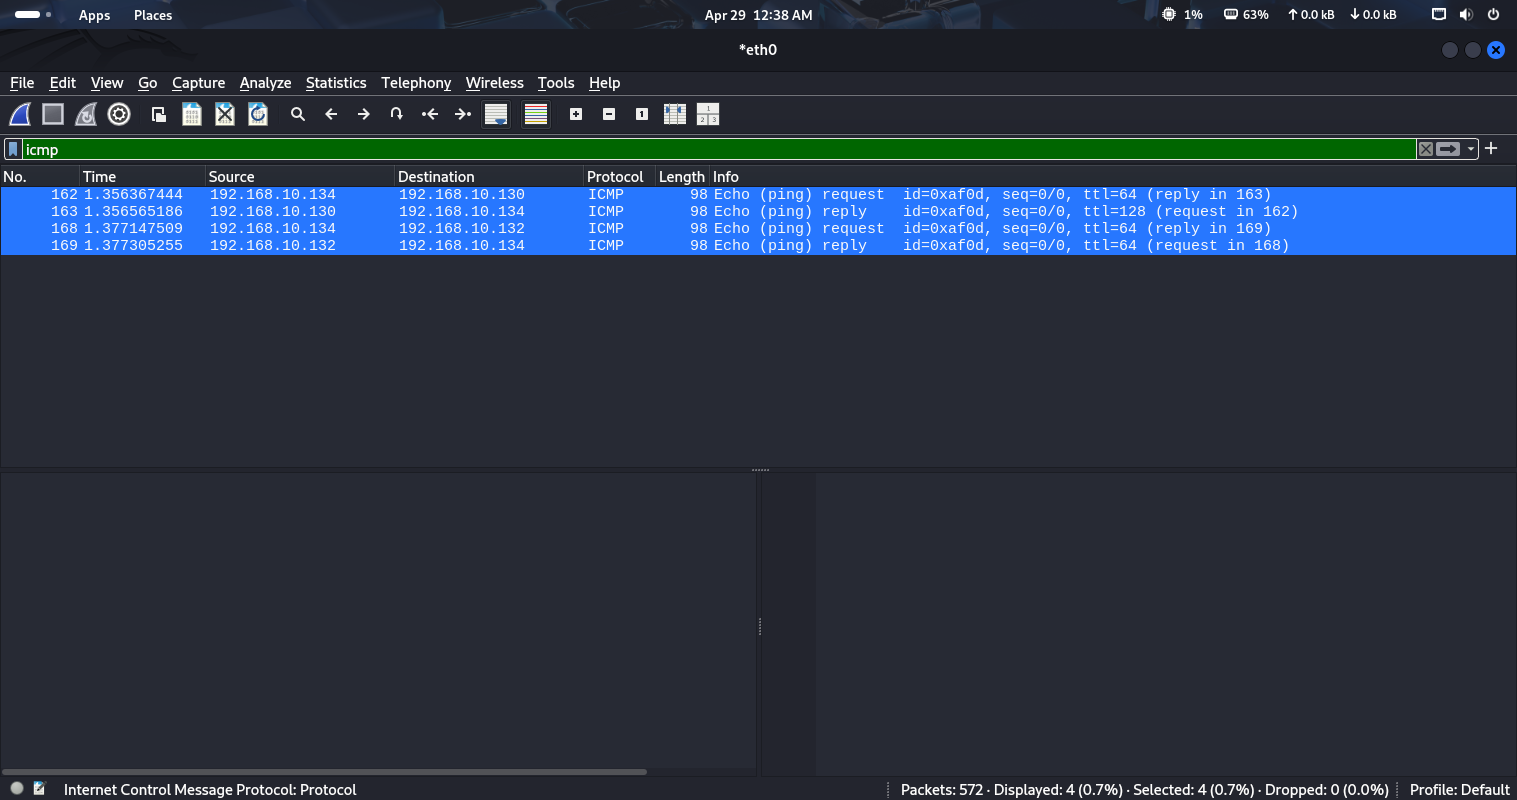 Apps Places Apr 29 12:38 AM 1% 63% 0.0 kB 0.0 kB
*eth0
File Edit View Go Capture Analyze Statistics Telephony Wireless Tools Help
icmp
No. Time Source Destination Protocol Length Info
162 1.356367444 192.168.10.134 192.168.10.130 ICMP 98 Echo (ping) request id=0xaf0d, seq=0/0, ttl=64 (reply in 163)
163 1.356565186 192.168.10.130 192.168.10.134 ICMP 98 Echo (ping) reply id=0xaf0d, seq=0/0, ttl=128 (request in 162)
168 1.377147509 192.168.10.134 192.168.10.132 ICMP 98 Echo (ping) request id=0xaf0d, seq=0/0, ttl=64 (reply in 169)
169 1.377305255 192.168.10.132 192.168.10.134 ICMP 98 Echo (ping) reply id=0xaf0d, seq=0/0, ttl=64 (request in 168)
Internet Control Message Protocol: Protocol Packets: 572 · Displayed: 4 (0.7%) · Selected: 4 (0.7%) · Dropped: 0 (0.0%) Profile: Default